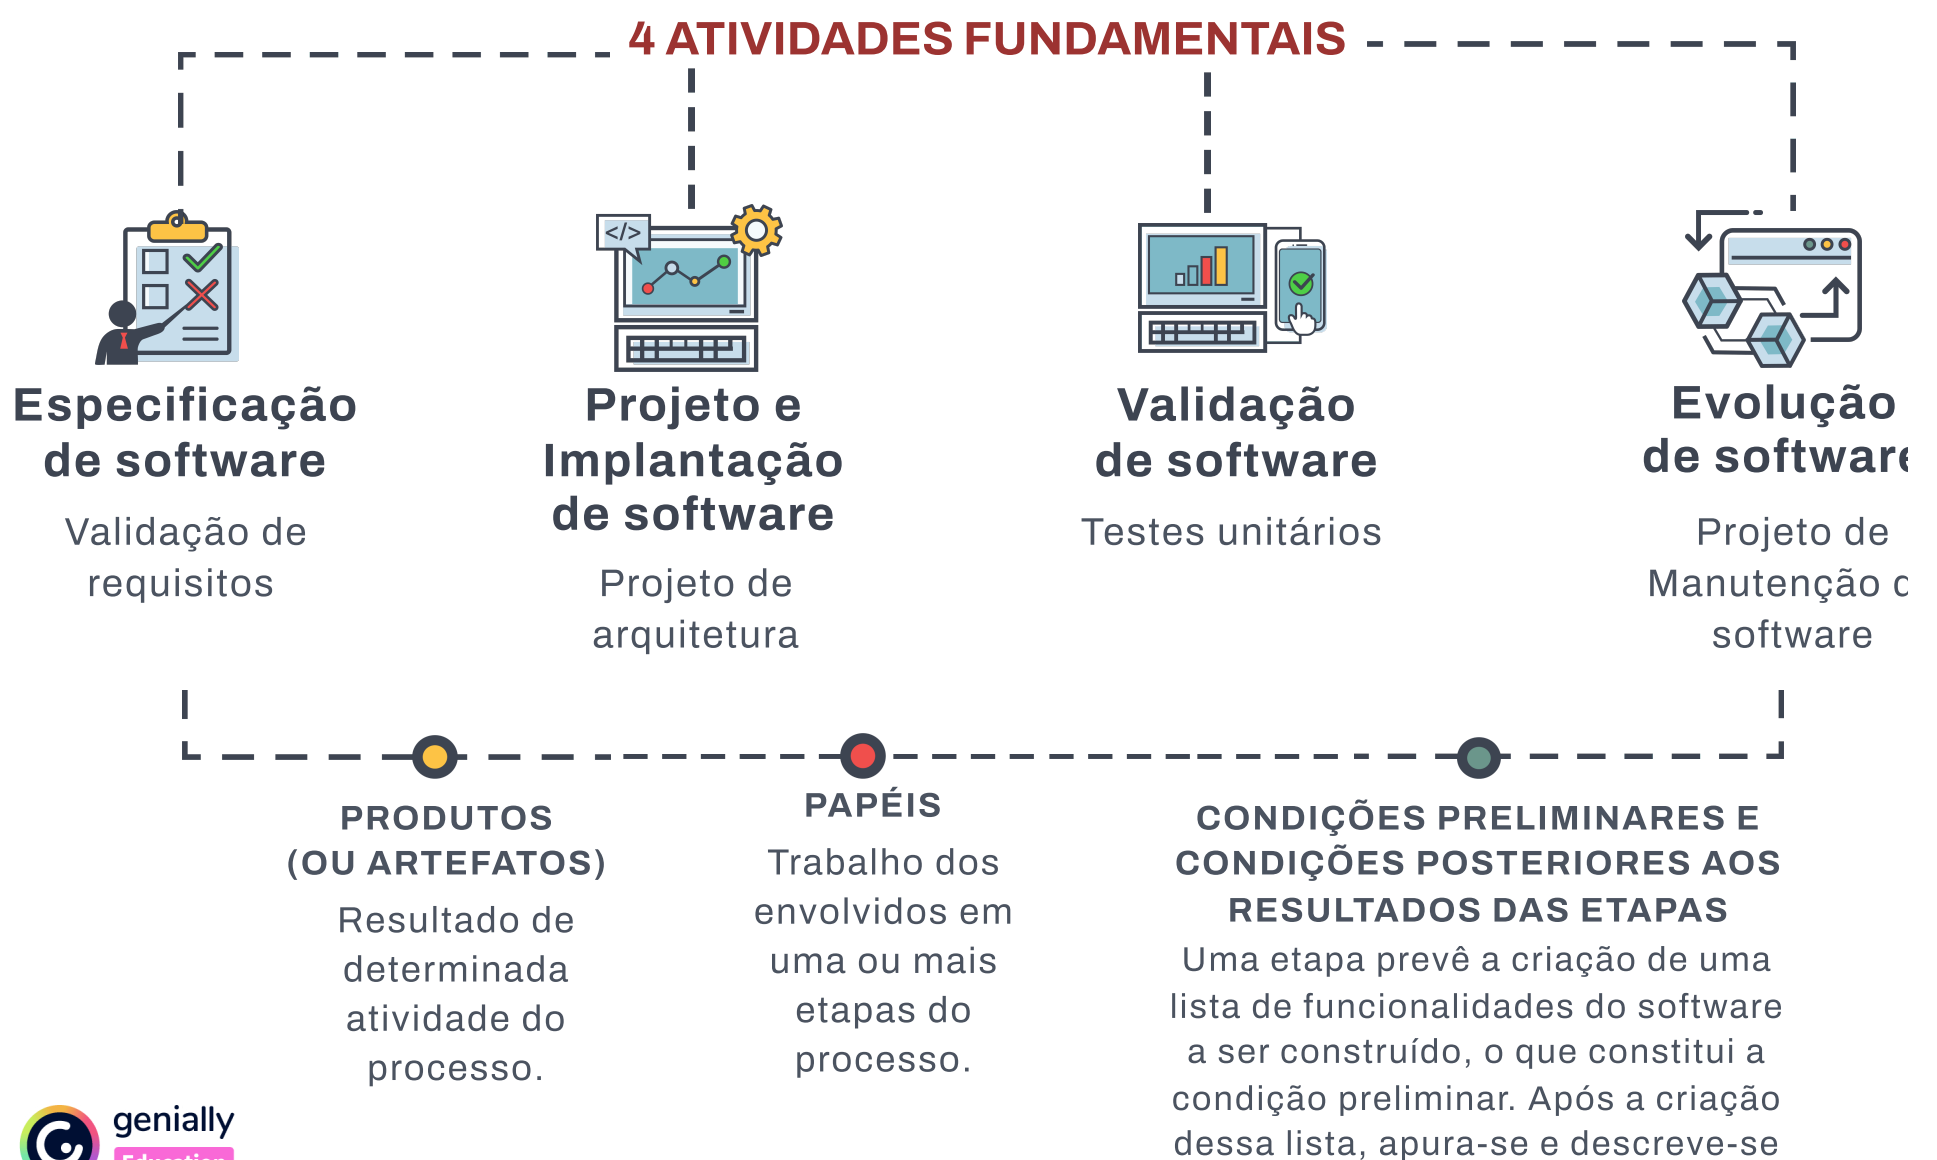 4 ATIVIDADES FUNDAMENTAIS
</>
Especificação
de software
Validação de
requisitos
Projeto e
Implantação
de software
Projeto de
arquitetura
Validação
de software
Testes unitários
Evolução
de software
Projeto de
Manutenção
software
PRODUTOS
(OU ARTEFATOS)
Resultado de
determinada
atividade do
processo.
PAPÉIS
Trabalho dos
envolvidos em
uma ou mais
etapas do
processo.
CONDIÇÕES PRELIMINARES E
CONDIÇÕES POSTERIORES AOS
RESULTADOS DAS ETAPAS
Uma etapa prevê a criação de uma
lista de funcionalidades do software
a ser construído, o que constitui a
condição preliminar. Após a criação
dessa lista, apura-se e descreve-se
genially
Education